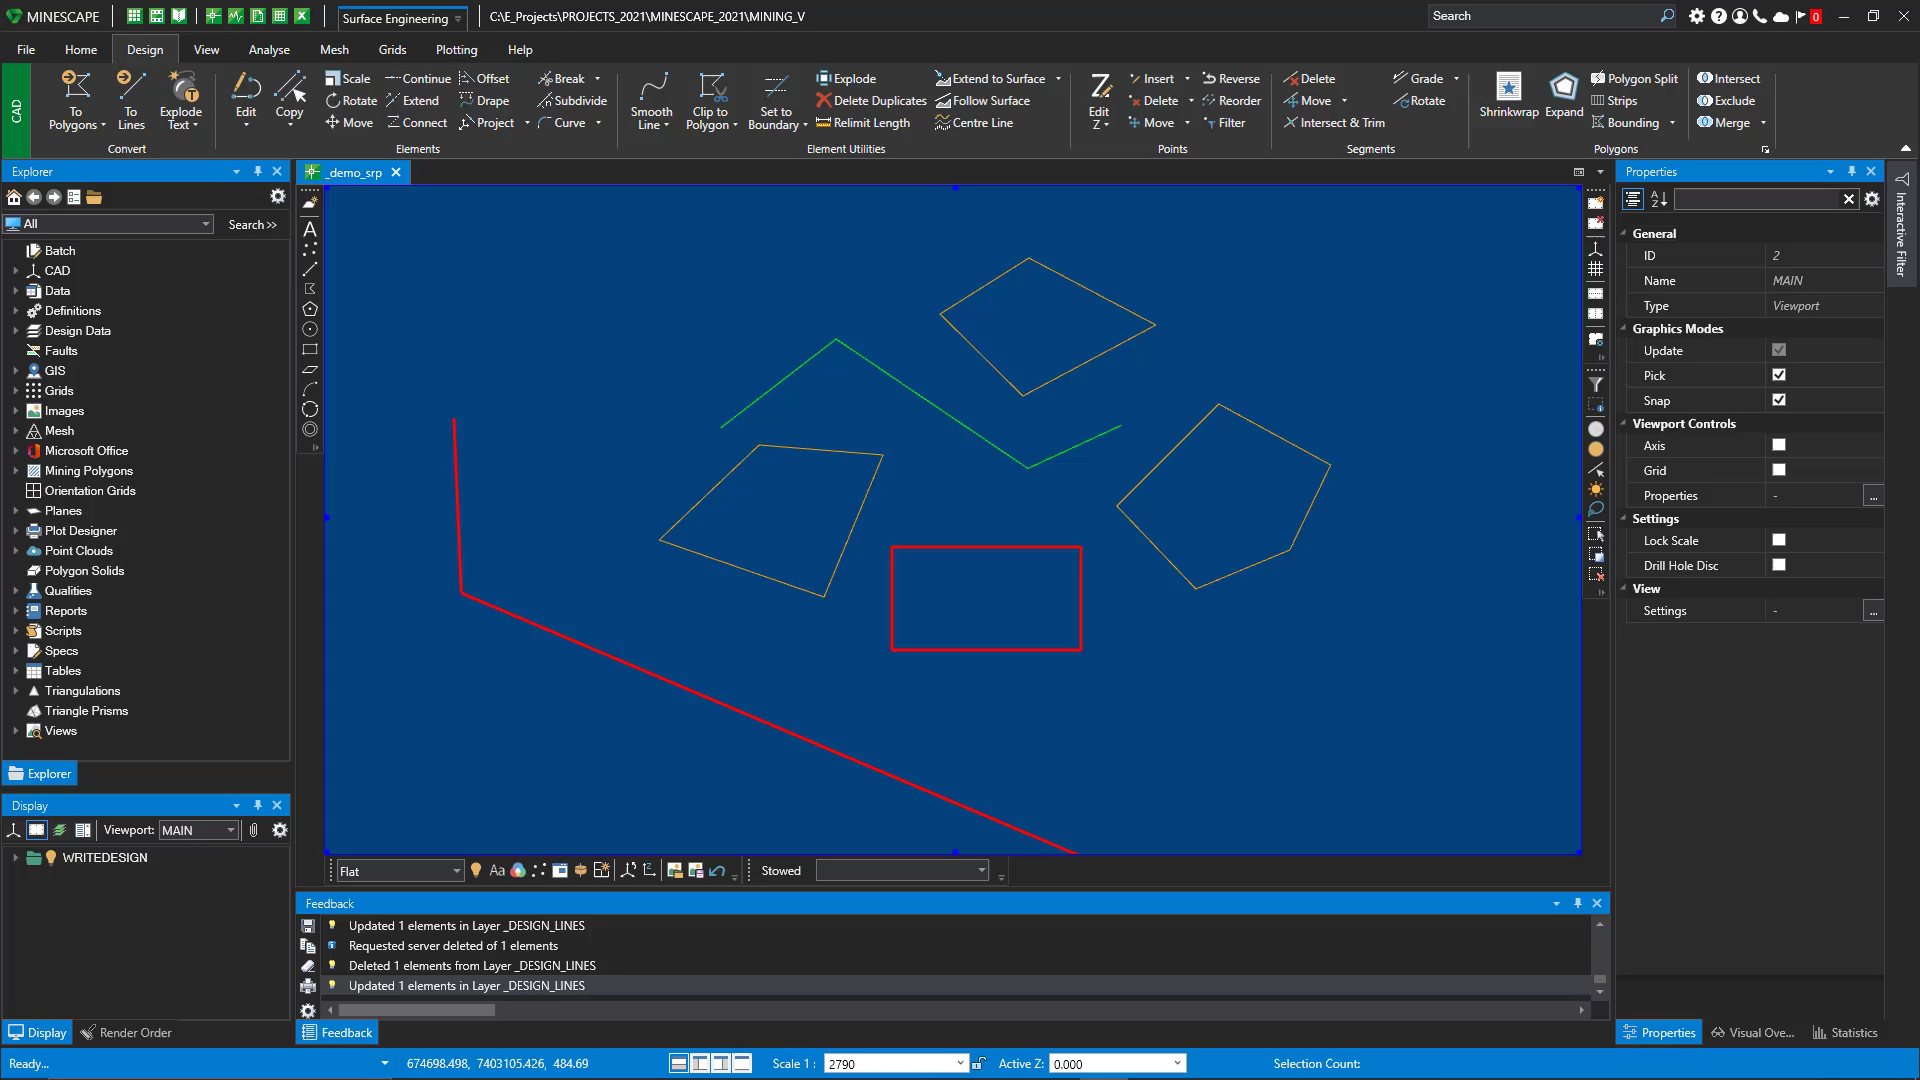 MINESCAPE Surface Engineering C:\E_Projects\PROJECTS_2021\MINESCAPE_2021\MINING_V Search 0
File Home Design View Analyse Mesh Grids Plotting Help
CAD
To Polygons
To Lines
Explode Text
Convert
Edit
Copy
Scale Continue Offset Break
Rotate Extend Drape Subdivide
Move Connect Project Curve
Elements
Smooth Line
Clip to Polygon
Set to Boundary
Explode Extend to Surface
Delete Duplicates Follow Surface
Relimit Length Centre Line
Element Utilities
Edit Z
Insert Reverse
Delete Reorder
Move Filter
Points
Delete Grade
Move Rotate
Intersect & Trim
Segments
Shrinkwrap Expand
Polygon Split Intersect
Strips Exclude
Bounding Merge
Polygons
Explorer
All Search >>
Batch
CAD
Data
Definitions
Design Data
Faults
GIS
Grids
Images
Mesh
Microsoft Office
Mining Polygons
Orientation Grids
Planes
Plot Designer
Point Clouds
Polygon Solids
Qualities
Reports
Scripts
Specs
Tables
Triangulations
Triangle Prisms
Views
Explorer
Display
Viewport: MAIN
WRITEDESIGN
Display Render Order
_demo_srp
Flat Aa Stowed
Feedback
Updated 1 elements in Layer _DESIGN_LINES
Requested server deleted of 1 elements
Deleted 1 elements from Layer _DESIGN_LINES
Updated 1 elements in Layer _DESIGN_LINES
Feedback
Properties
General
ID 2
Name MAIN
Type Viewport
Graphics Modes
Update
Pick
Snap
Viewport Controls
Axis
Grid
Properties - ...
Settings
Lock Scale
Drill Hole Disc
View
Settings - ...
Interactive Filter
Properties Visual Ove... Statistics
Ready... 674698.498, 7403105.426, 484.69 Scale 1 : 2790 Active Z: 0.000 Selection Count: